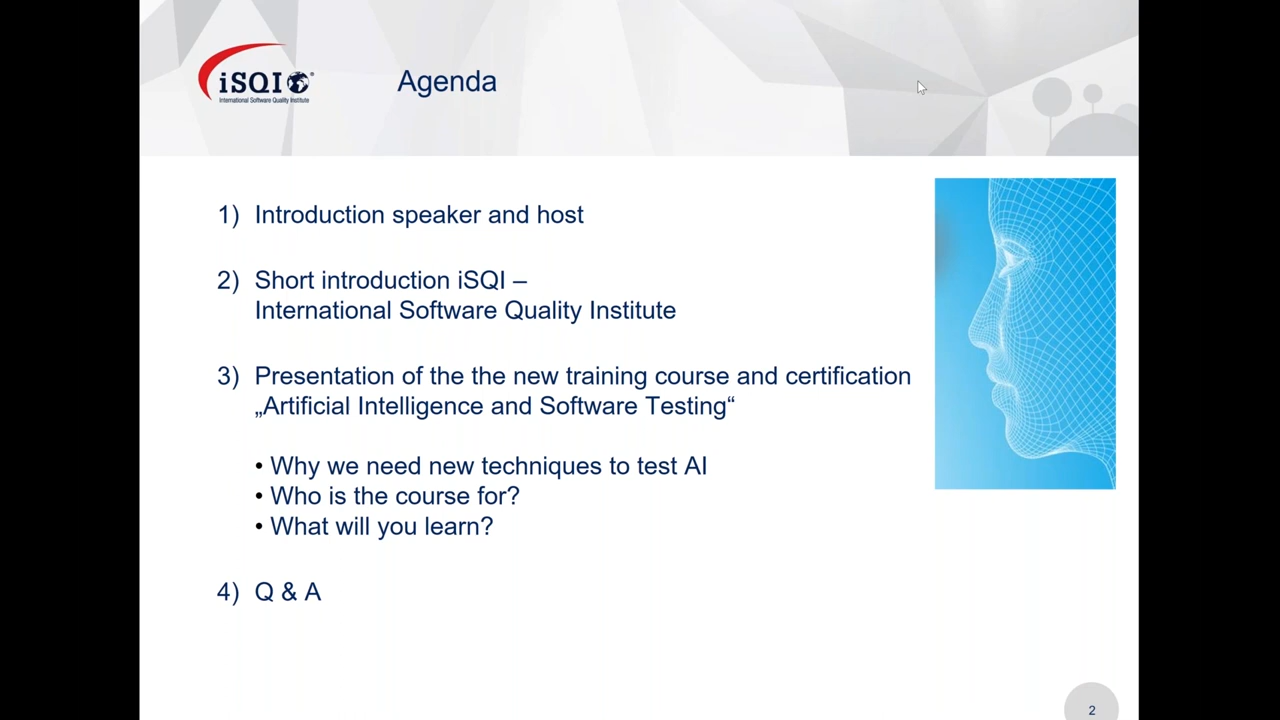 iSQI®
International Software Quality Institute
Agenda
1) Introduction speaker and host
2) Short introduction iSQI –
International Software Quality Institute
3) Presentation of the the new training course and certification
„Artificial Intelligence and Software Testing“
• Why we need new techniques to test AI
• Who is the course for?
• What will you learn?
4) Q & A
2